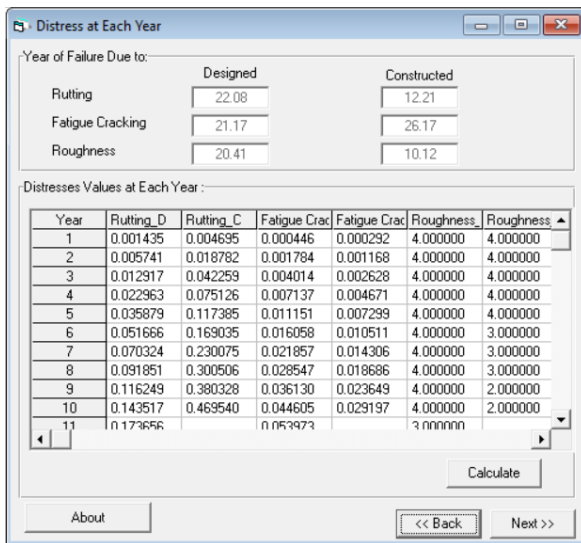 Distress at Each Year
Year of Failure Due to:
Designed Constructed
Rutting 22.08 12.21
Fatigue Cracking 21.17 26.17
Roughness 20.41 10.12
Distresses Values at Each Year :
Year Rutting_D Rutting_C Fatigue Crac Fatigue Crac Roughness_ Roughness
1 0.001435 0.004695 0.000446 0.000292 4.000000 4.000000
2 0.005741 0.018782 0.001784 0.001168 4.000000 4.000000
3 0.012917 0.042259 0.004014 0.002628 4.000000 4.000000
4 0.022963 0.075126 0.007137 0.004671 4.000000 4.000000
5 0.035879 0.117385 0.011151 0.007299 4.000000 4.000000
6 0.051666 0.169035 0.016058 0.010511 4.000000 3.000000
7 0.070324 0.230075 0.021857 0.014306 4.000000 3.000000
8 0.091851 0.300506 0.028547 0.018686 4.000000 3.000000
9 0.116249 0.380328 0.036130 0.023649 4.000000 2.000000
10 0.143517 0.469540 0.044605 0.029197 4.000000 2.000000
11 0.173656 0.053973 3.000000
Calculate
About << Back Next >>